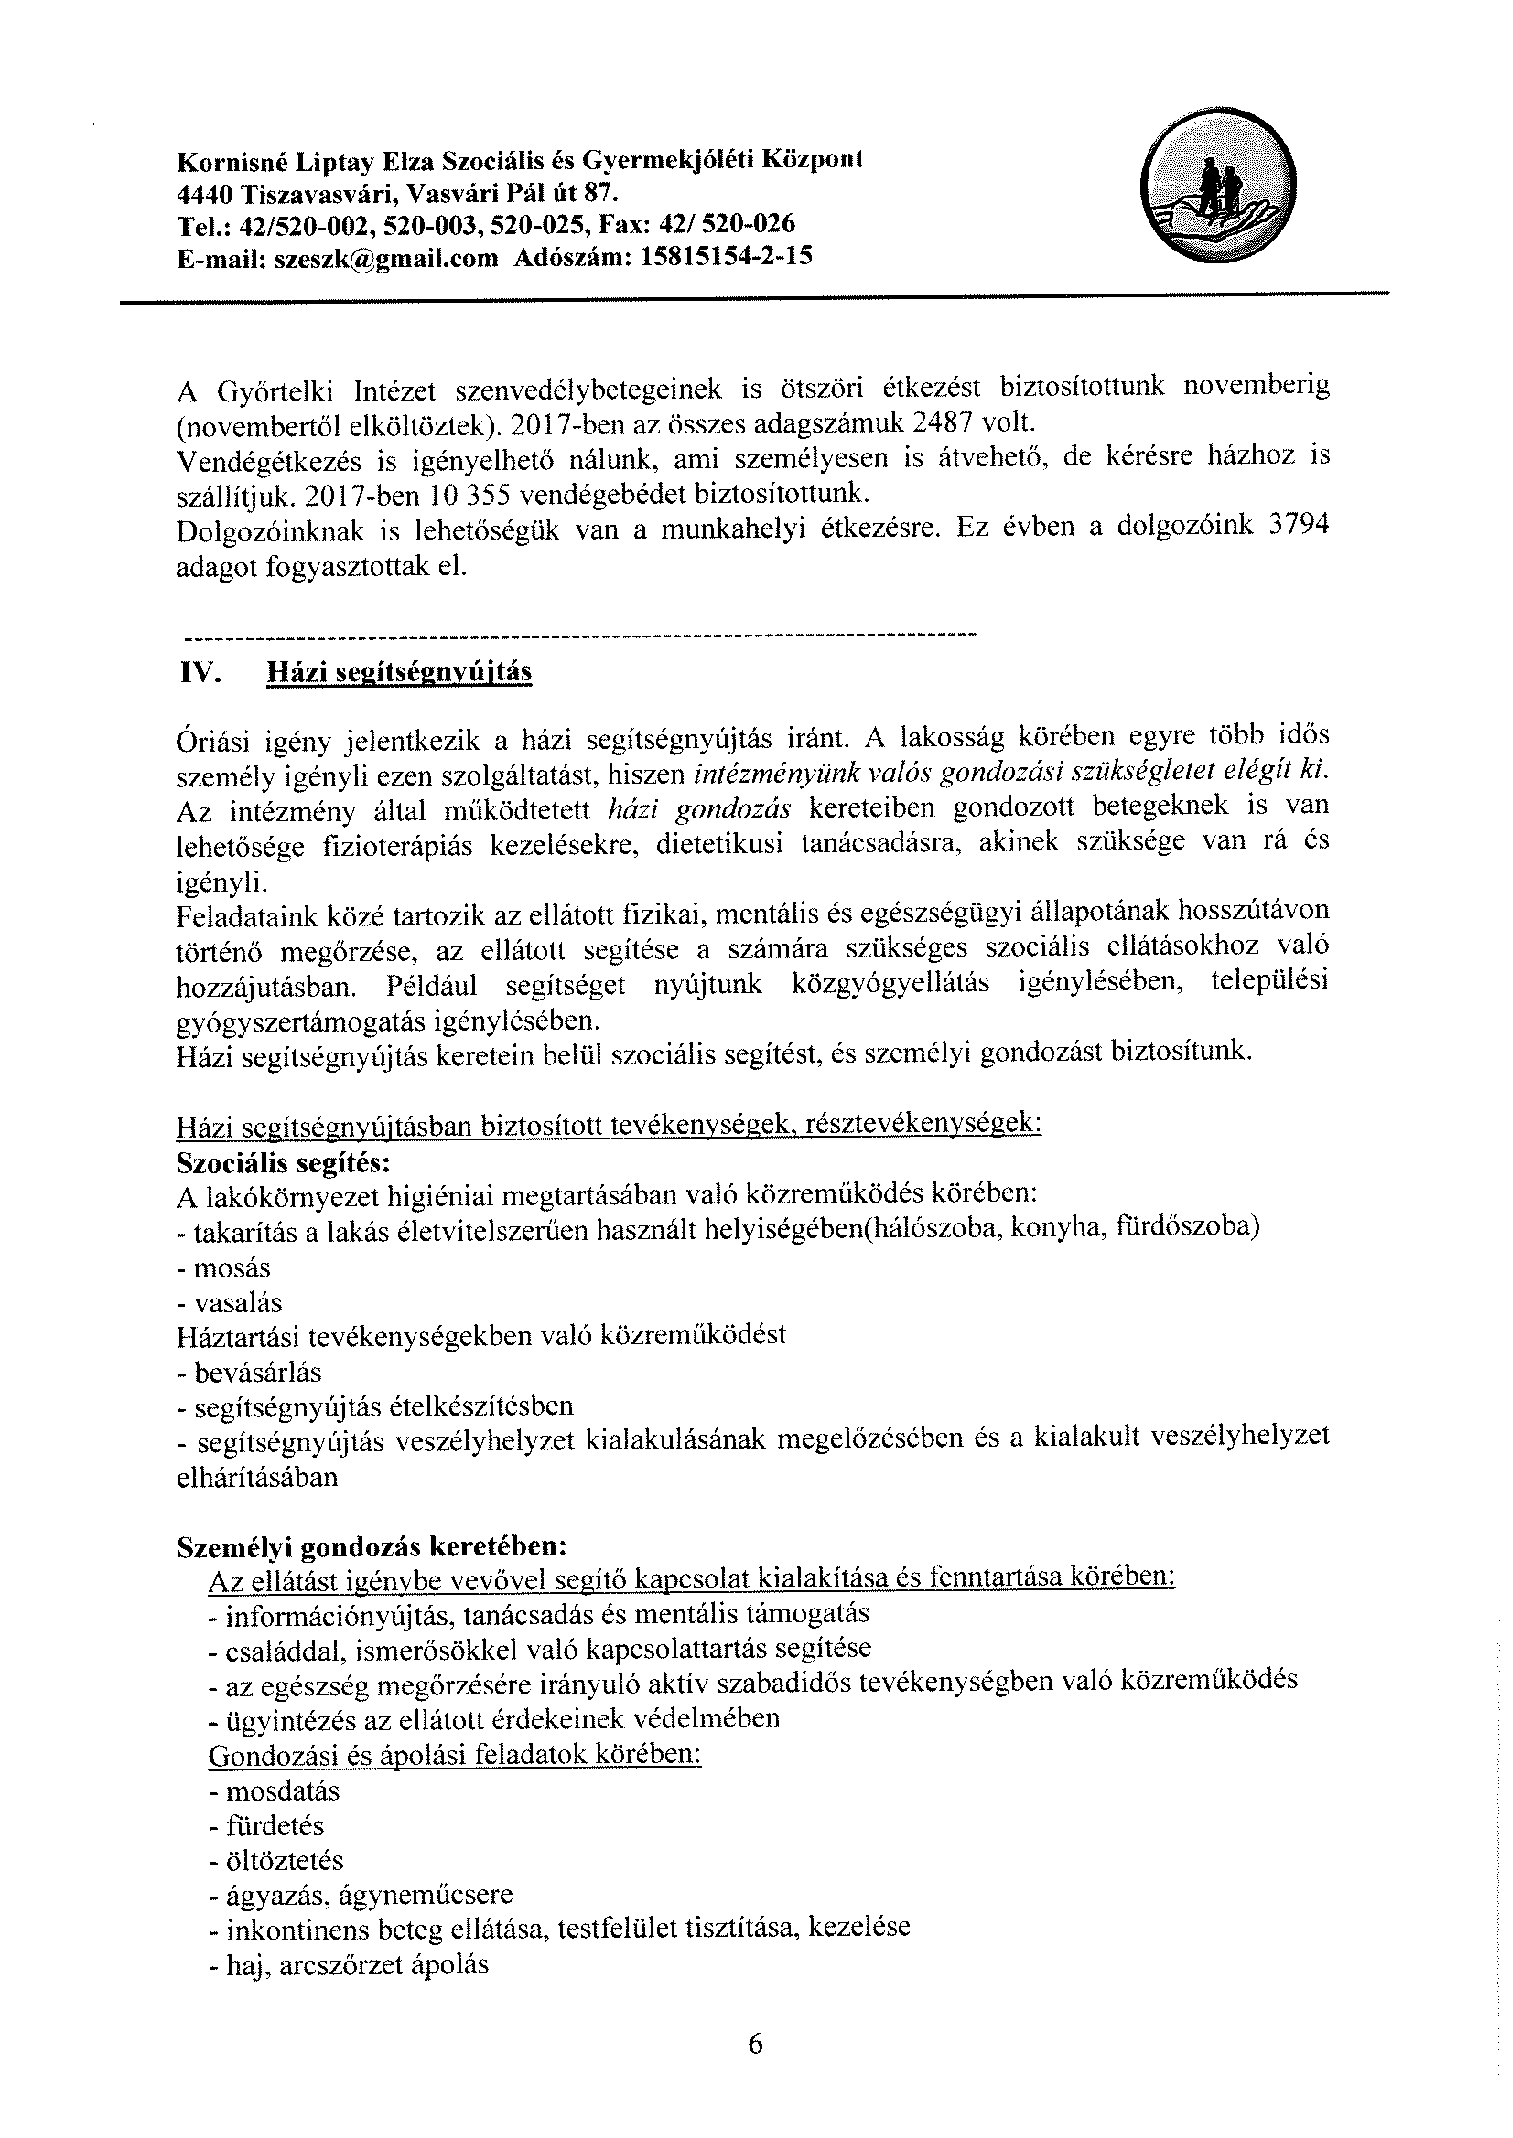 Kornisné Liptay Elza Szociális és Gyermekjóléti Központ
4440 Tiszavasvári, Vasvári Pál út 87.
Tel.: 42/520-002, 520-003, 520-025, Fax: 42/ 520-026
E-mail: szeszk@gmail.com Adószám: 15815154-2-15
A Győrtelki Intézet szenvedélybetegeinek is ötszöri étkezést biztosítottunk novemberig
(novembertől elköltöztek). 2017-ben az összes adagszámuk 2487 volt.
Vendégétkezés is igényelhető nálunk, ami személyesen is átvehető, de kérésre házhoz is
szállítjuk. 2017-ben 10 355 vendégebédet biztosítottunk.
Dolgozóinknak is lehetőségük van a munkahelyi étkezésre. Ez évben a dolgozóink 3794
adagot fogyasztottak el.
--------------------------------------------------------------------------------
IV. Házi segítségnyújtás
Óriási igény jelentkezik a házi segítségnyújtás iránt. A lakosság körében egyre több idős
személy igényli ezen szolgáltatást, hiszen intézményünk valós gondozási szükségletet elégít ki.
Az intézmény által működtetett házi gondozás kereteiben gondozott betegeknek is van
lehetősége fizioterápiás kezelésekre, dietetikusi tanácsadásra, akinek szüksége van rá és
igényli.
Feladataink közé tartozik az ellátott fizikai, mentális és egészségügyi állapotának hosszútávon
történő megőrzése, az ellátott segítése a számára szükséges szociális ellátásokhoz való
hozzájutásban. Például segítséget nyújtunk közgyógyellátás igénylésében, települési
gyógyszertámogatás igénylésében.
Házi segítségnyújtás keretein belül szociális segítést, és személyi gondozást biztosítunk.
Házi segítségnyújtásban biztosított tevékenységek, résztevékenységek:
Szociális segítés:
A lakókörnyezet higiéniai megtartásában való közreműködés körében:
- takarítás a lakás életvitelszerűen használt helyiségében(hálószoba, konyha, fürdőszoba)
- mosás
- vasalás
Háztartási tevékenységekben való közreműködést
- bevásárlás
- segítségnyújtás ételkészítésben
- segítségnyújtás veszélyhelyzet kialakulásának megelőzésében és a kialakult veszélyhelyzet
elhárításában
Személyi gondozás keretében:
Az ellátást igénybe vevővel segítő kapcsolat kialakítása és fenntartása körében:
- információnyújtás, tanácsadás és mentális támogatás
- családdal, ismerősökkel való kapcsolattartás segítése
- az egészség megőrzésére irányuló aktív szabadidős tevékenységben való közreműködés
- ügyintézés az ellátott érdekeinek védelmében
Gondozási és ápolási feladatok körében:
- mosdatás
- fürdetés
- öltöztetés
- ágyazás, ágyneműcsere
- inkontinens beteg ellátása, testfelület tisztítása, kezelése
- haj, arcszőrzet ápolás
6